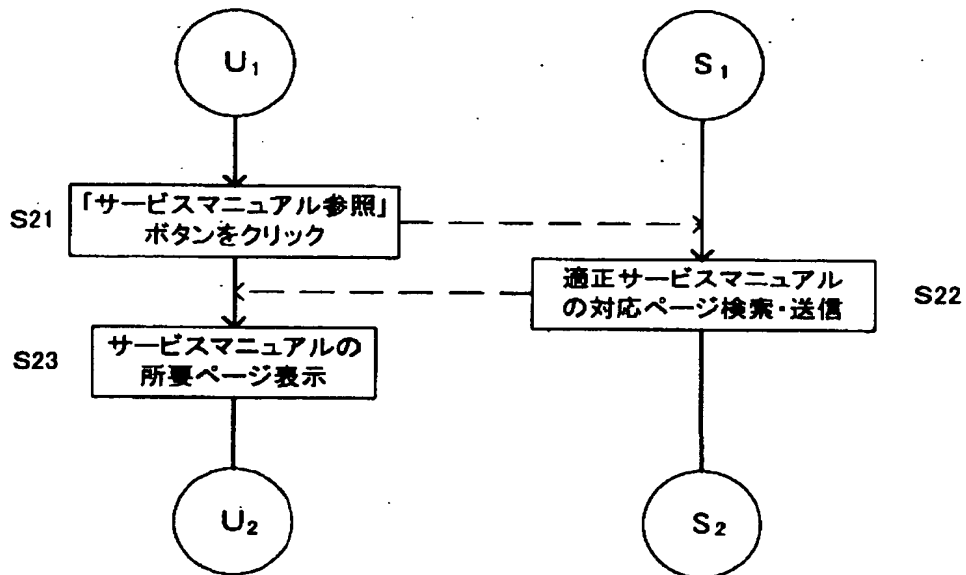 U₁
S₁
S21
「サービスマニュアル参照」
ボタンをクリック
適正サービスマニュアル
の対応ページ検索・送信
S22
S23
サービスマニュアルの
所要ページ表示
U₂
S₂